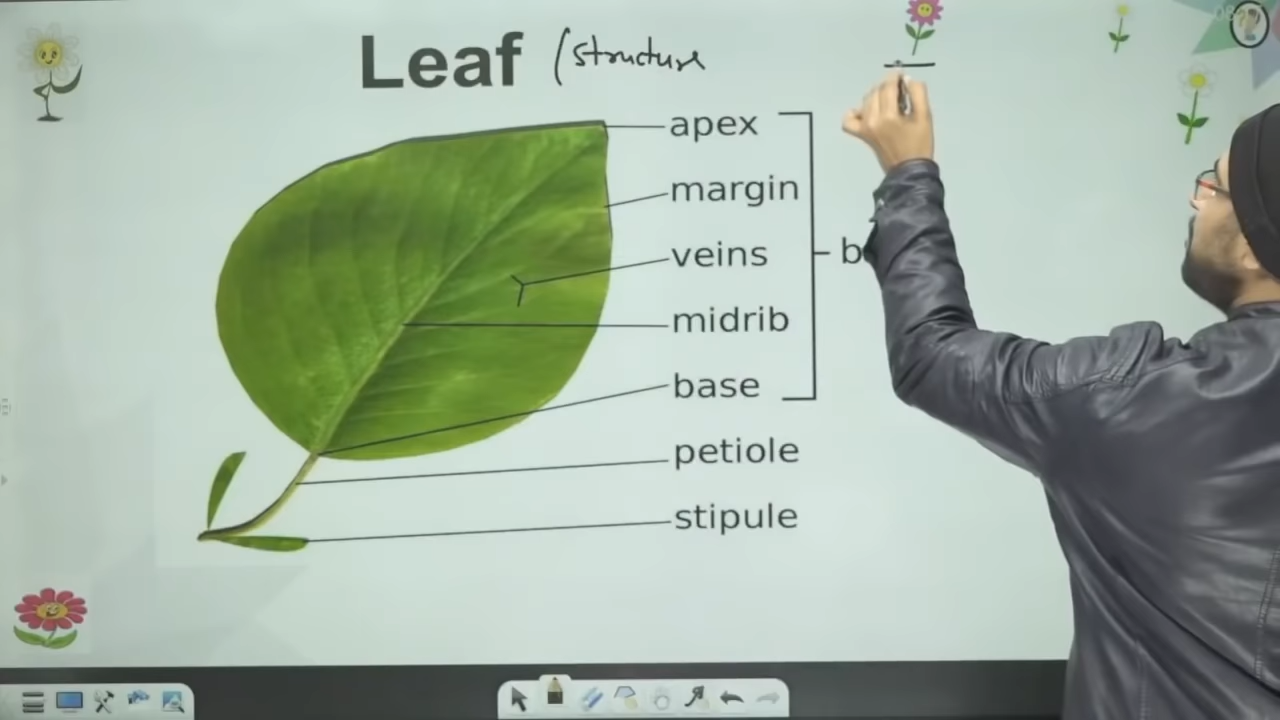 Leaf (structure
apex
margin
veins
midrib
base
petiole
stipule